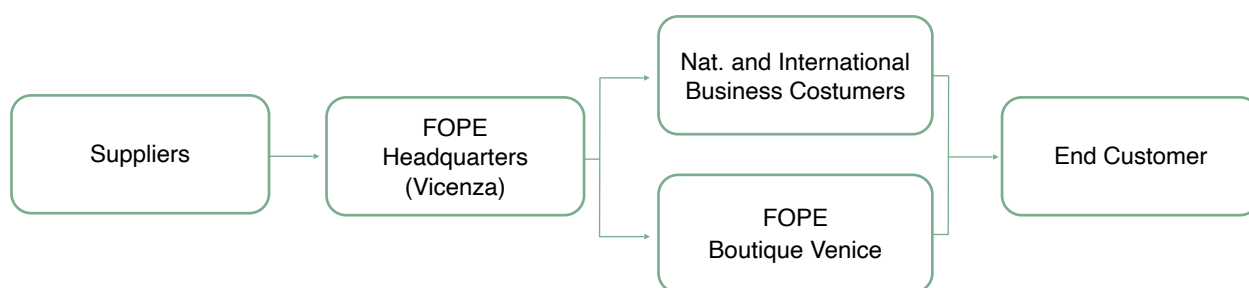 Suppliers
FOPE
Headquarters
(Vicenza)
Nat. and International
Business Costumers
FOPE
Boutique Venice
End Customer